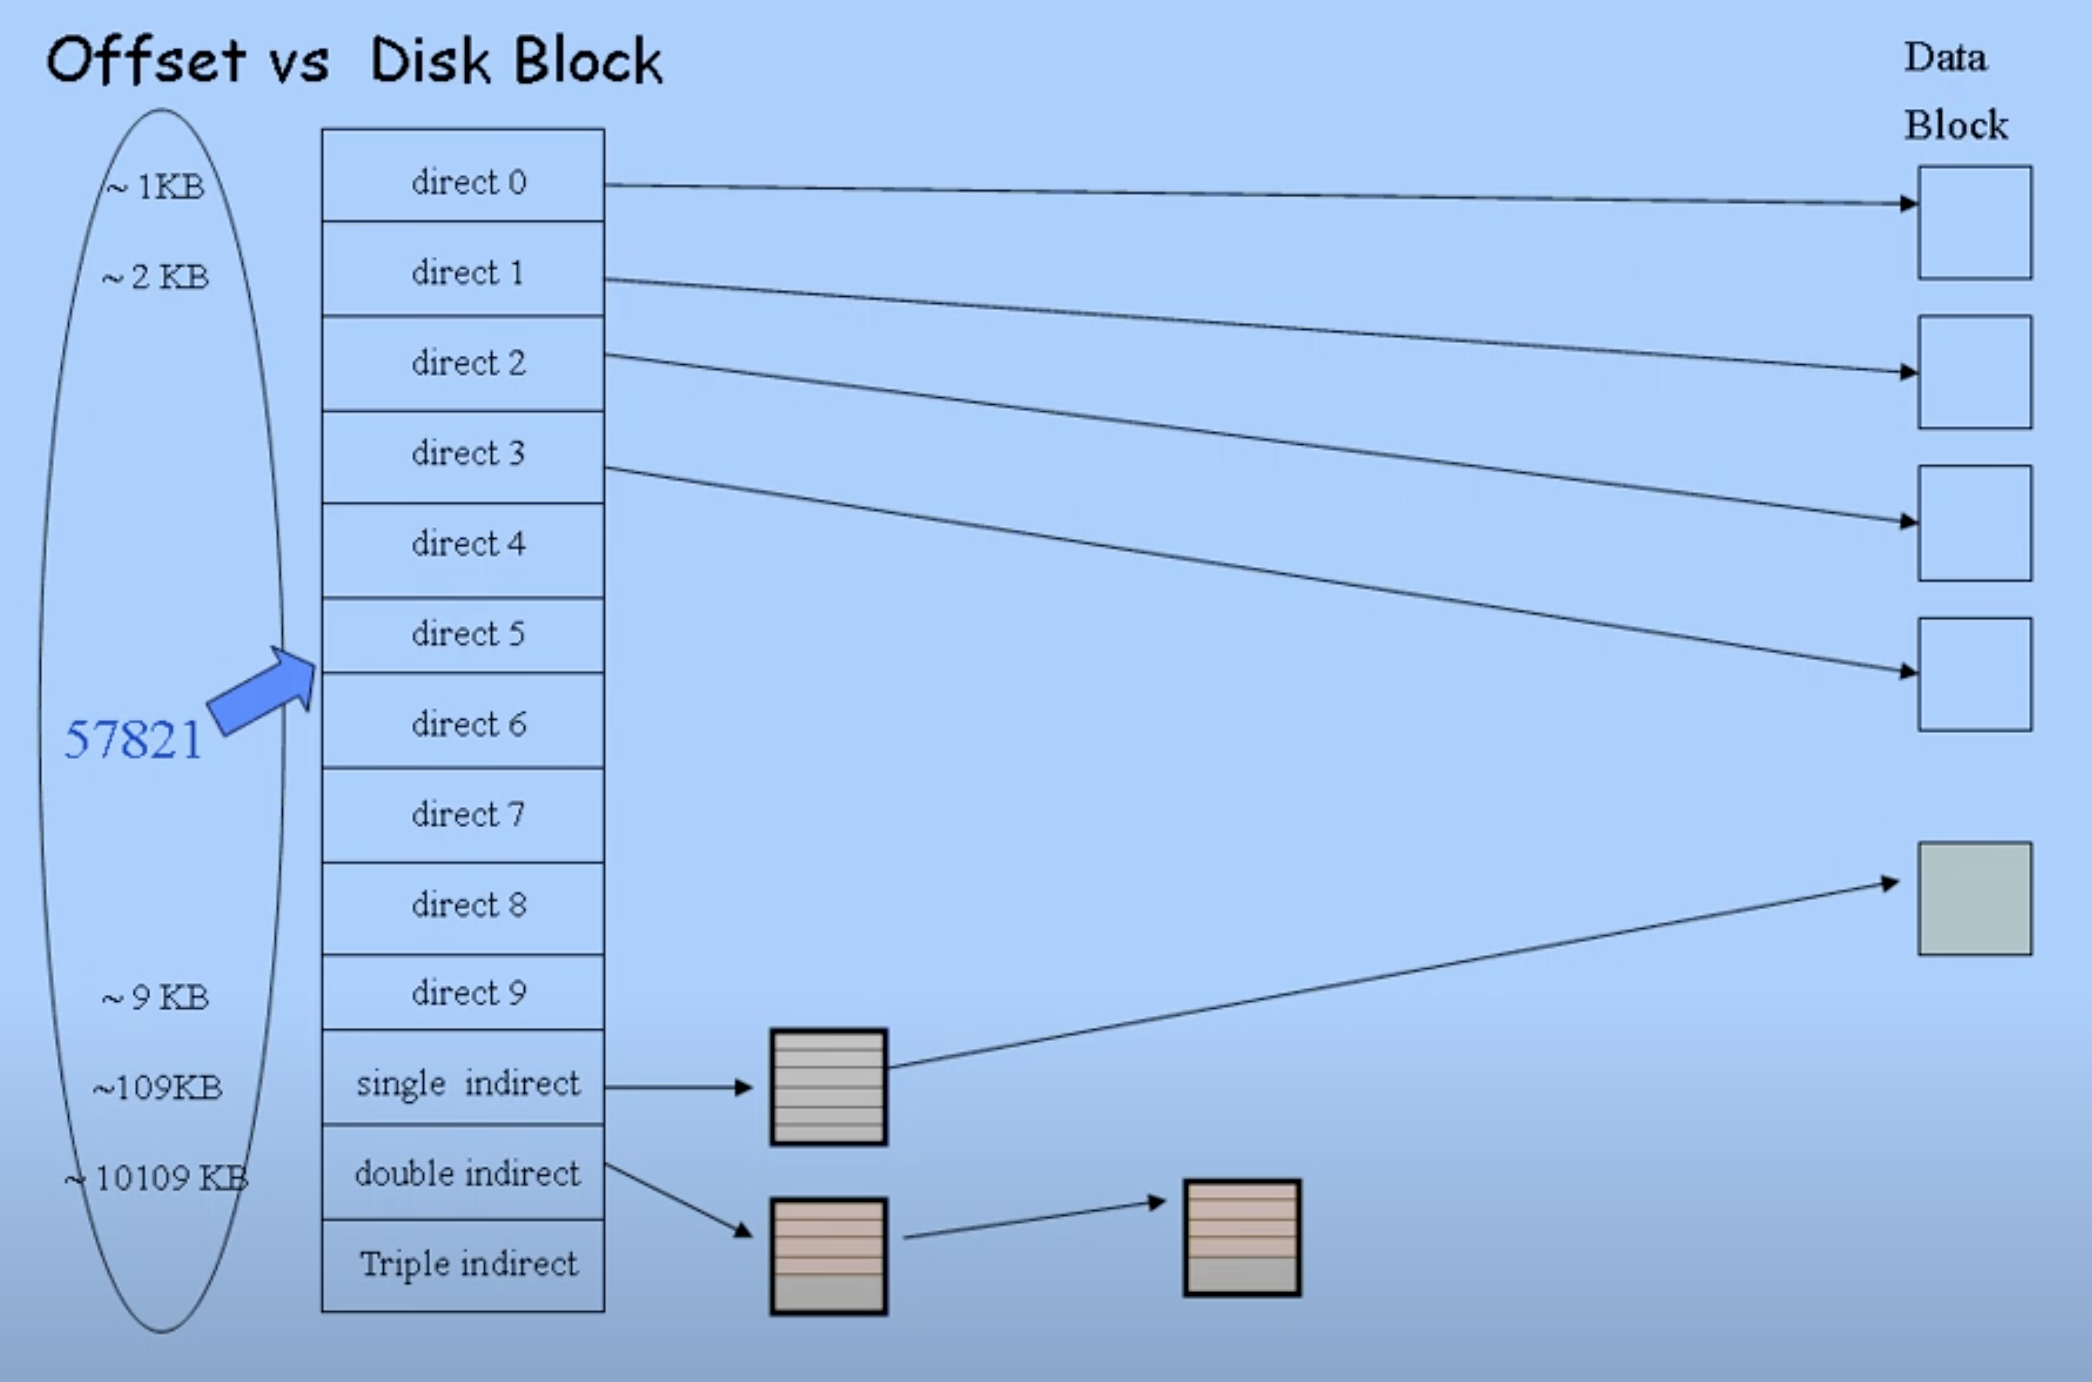 Offset vs Disk Block
Data
Block
~ 1KB
direct 0
~ 2 KB
direct 1
direct 2
direct 3
direct 4
direct 5
57821
direct 6
direct 7
direct 8
~ 9 KB
direct 9
~109KB
single indirect
~ 10109 KB
double indirect
Triple indirect